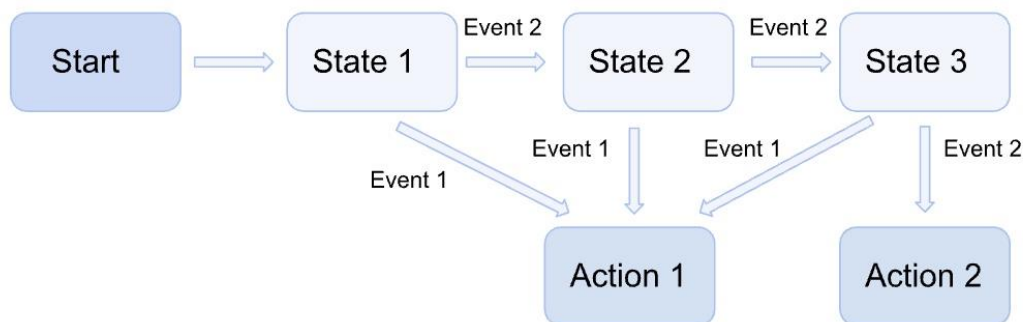 Start
State 1
Event 2
State 2
Event 2
State 3
Event 1
Event 1
Event 1
Event 2
Action 1
Action 2